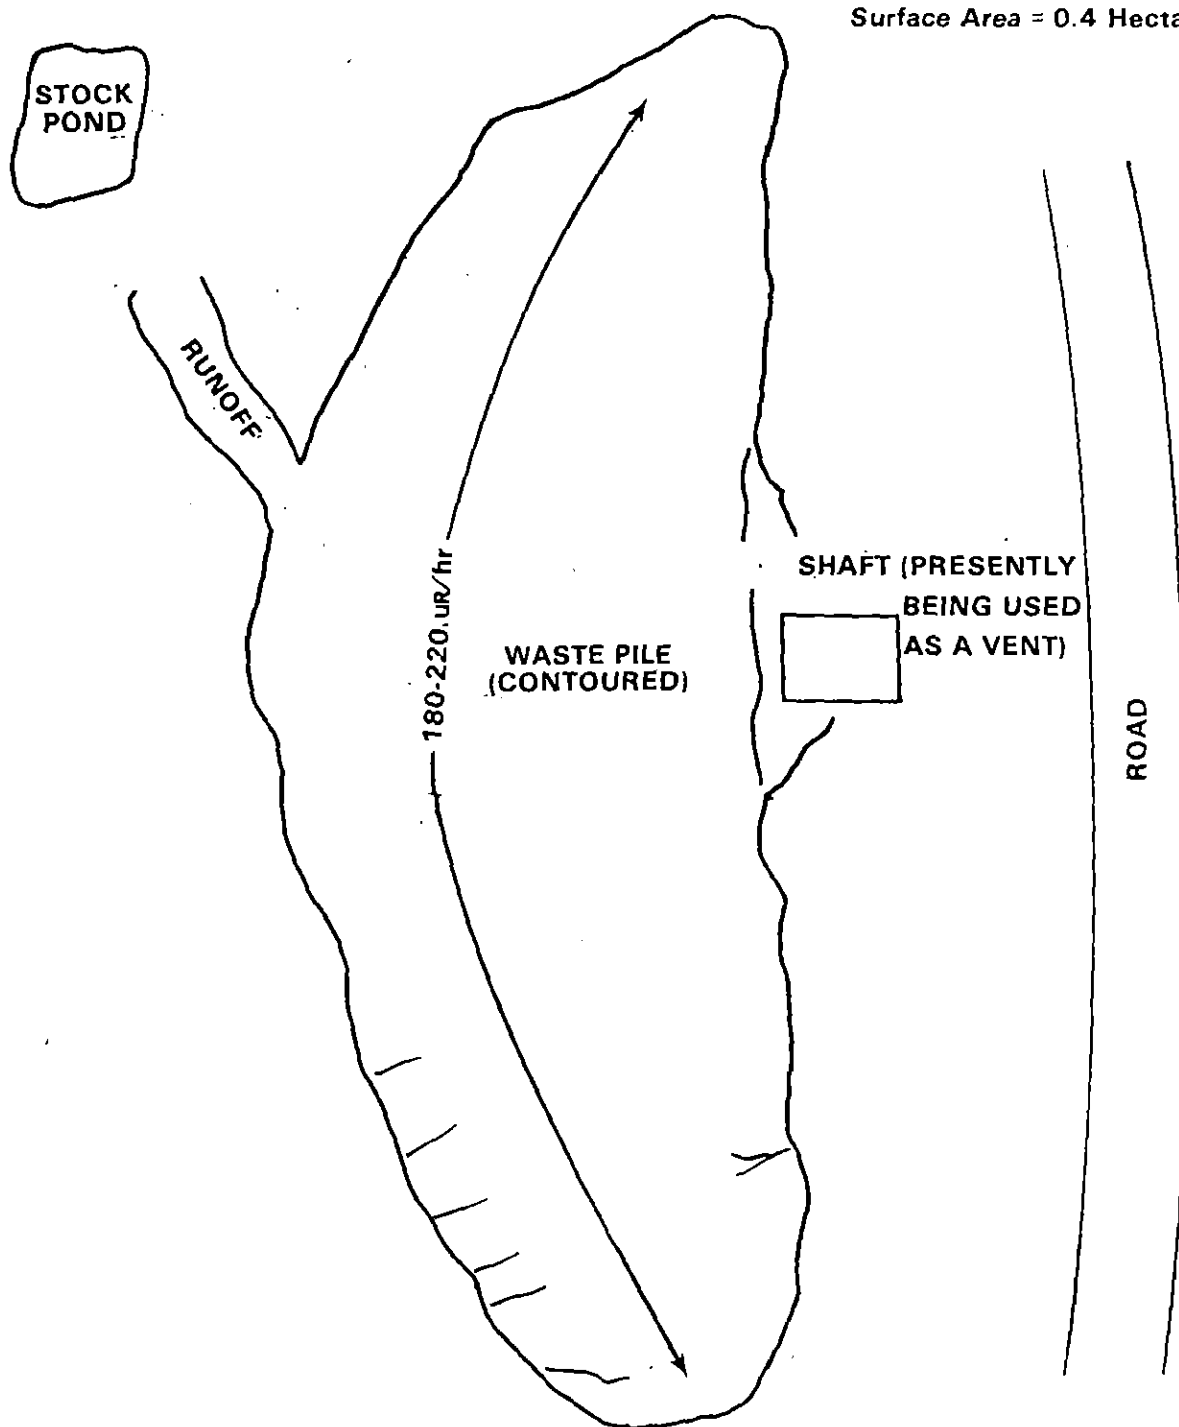 Surface Area = 0.4 Hecta
STOCK
POND
RUNOFF
180-220.uR/hr
WASTE PILE
(CONTOURED)
SHAFT (PRESENTLY
BEING USED
AS A VENT)
ROAD